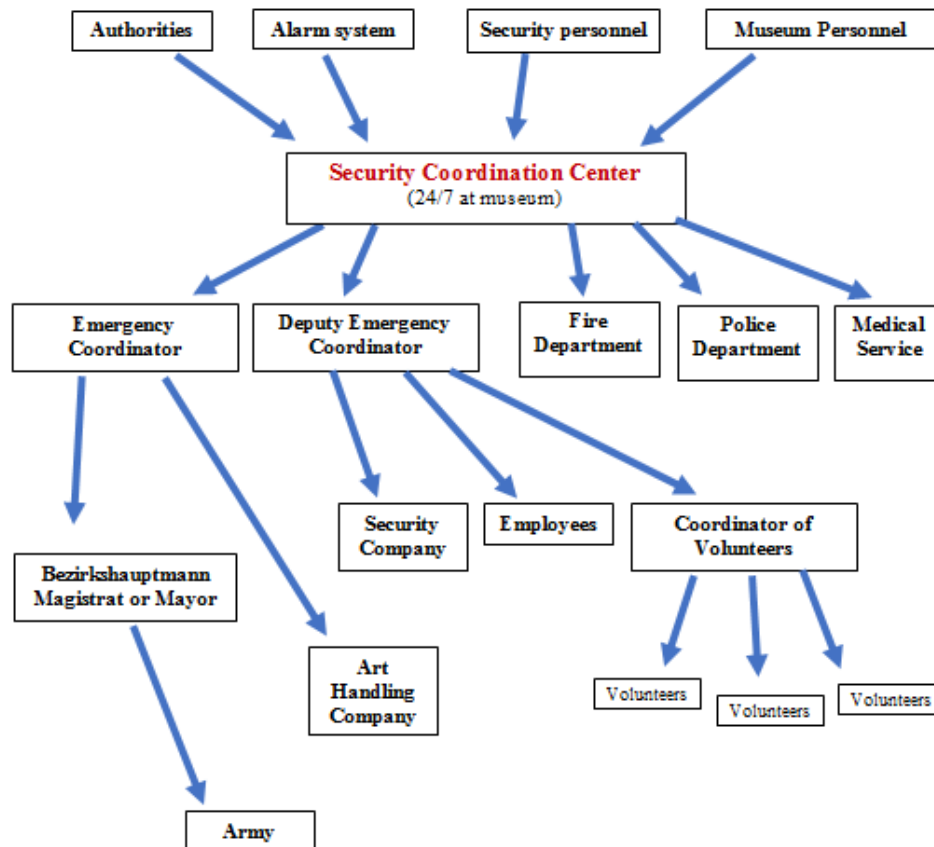 Authorities
Alarm system
Security personnel
Museum Personnel
Security Coordination Center
(24/7 at museum)
Emergency
Coordinator
Deputy Emergency
Coordinator
Fire
Department
Police
Department
Medical
Service
Security
Company
Employees
Coordinator of
Volunteers
Bezirkshauptmann
Magistrat or Mayor
Art
Handling
Company
Volunteers
Volunteers
Volunteers
Army